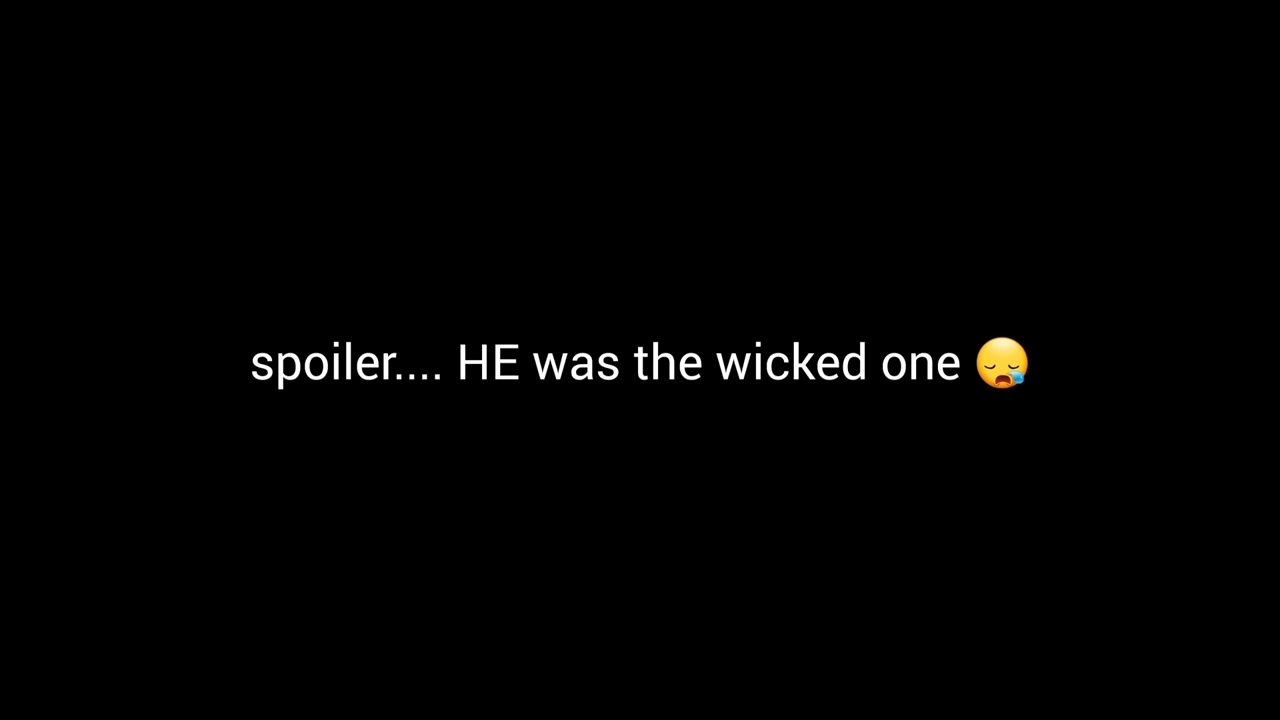 spoiler.... HE was the wicked one 😪